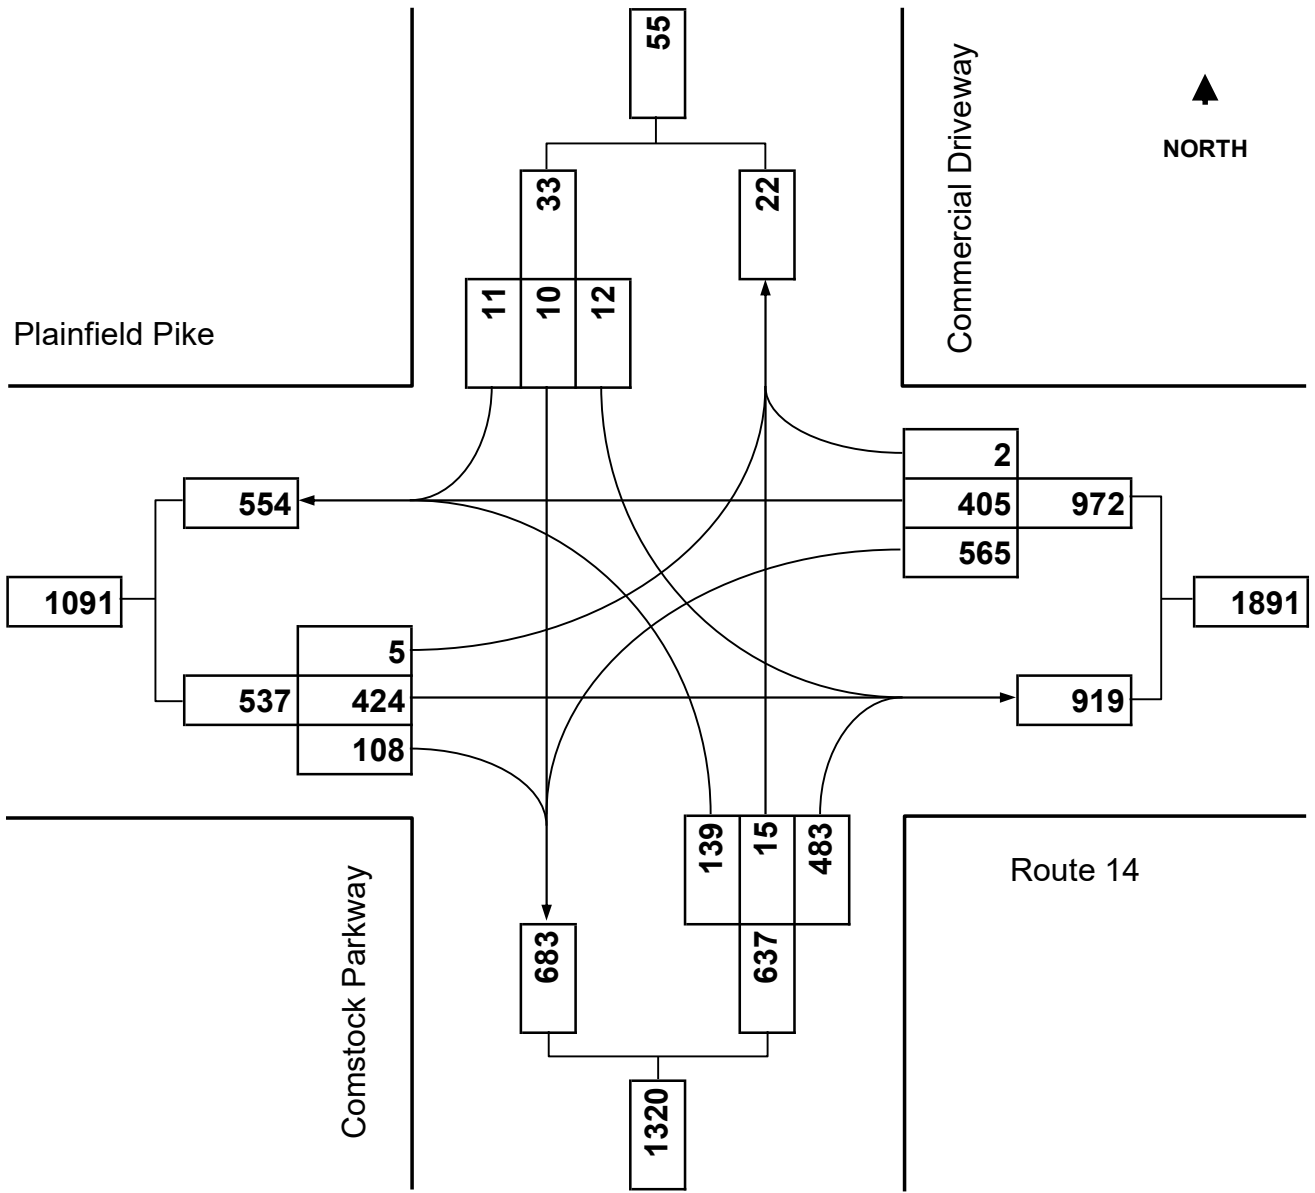 55
Commercial Driveway
NORTH
33
22
11 10 12
Plainfield Pike
2
554
405 972
565
1091
1891
5
537 424
919
108
139 15 483
Route 14
Comstock Parkway
683
637
1320